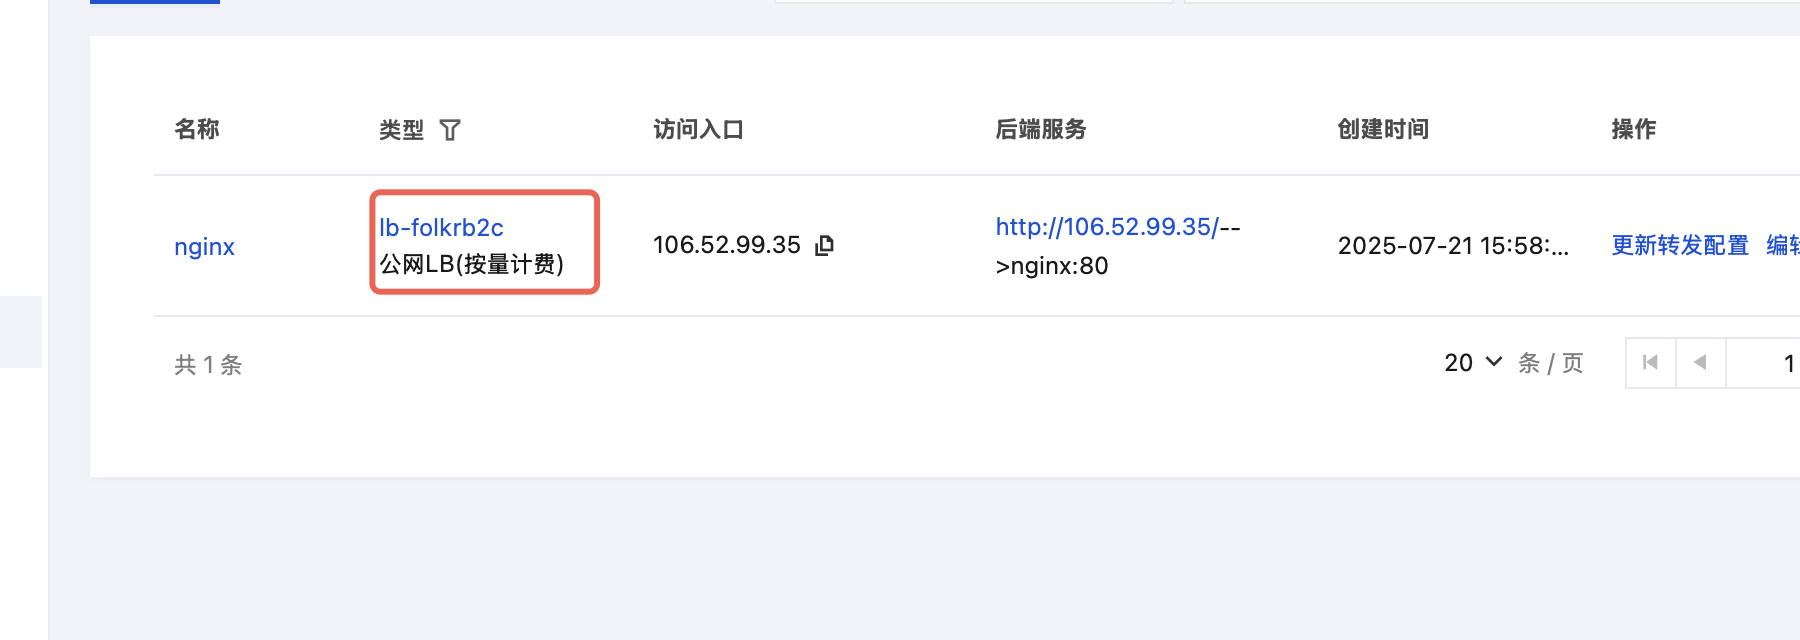 名称 类型 访问入口 后端服务 创建时间 操作
nginx lb-folkrb2c 106.52.99.35 http://106.52.99.35/-- 2025-07-21 15:58:... 更新转发配置
公网LB(按量计费) >nginx:80
共 1 条 20 条 / 页 1